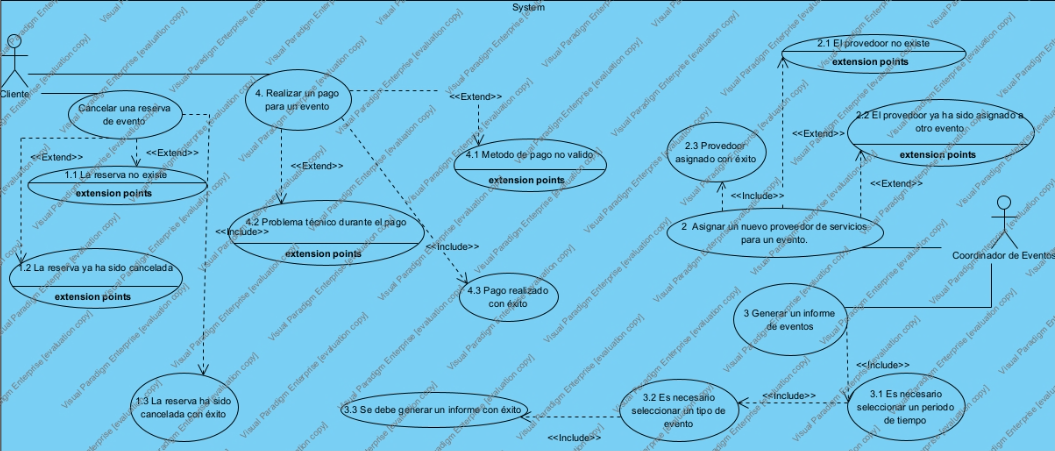 System
2.1 El provedoor no existe
extension points
Cliente
4. Realizar un pago
para un evento
Cancelar una reserva
de evento
<<Extend>>
2.2 El proveedor ya ha sido asignado a
otro evento
extension points
<<Extend>>
2.3 Provedoor
asignado con éxito
<<Extend>>
<<Extend>>
4.1 Metodo de pago no valido
extension points
<<Extend>>
1.1 La reserva no existe
extension points
<<Extend>>
<<Include>>
4.2 Problema técnico durante el pago
extension points
<<Include>>
<<Include>>
2 Asignar un nuevo proveedor de servicios
para un evento.
Coordinador de Eventos
1.2 La reserva ya ha sido cancelada
extension points
4.3 Pago realizado
con éxito
3 Generar un informe
de eventos
<<Include>>
1.3 La reserva ha sido
cancelada con éxito
3.3 Se debe generar un informe con éxito
3.2 Es necesario
seleccionar un tipo de
evento
<<Include>>
3.1 Es necesario
seleccionar un periodo
de tiempo
<<Include>>
Visual Paradigm Enterprise [evaluation copy]